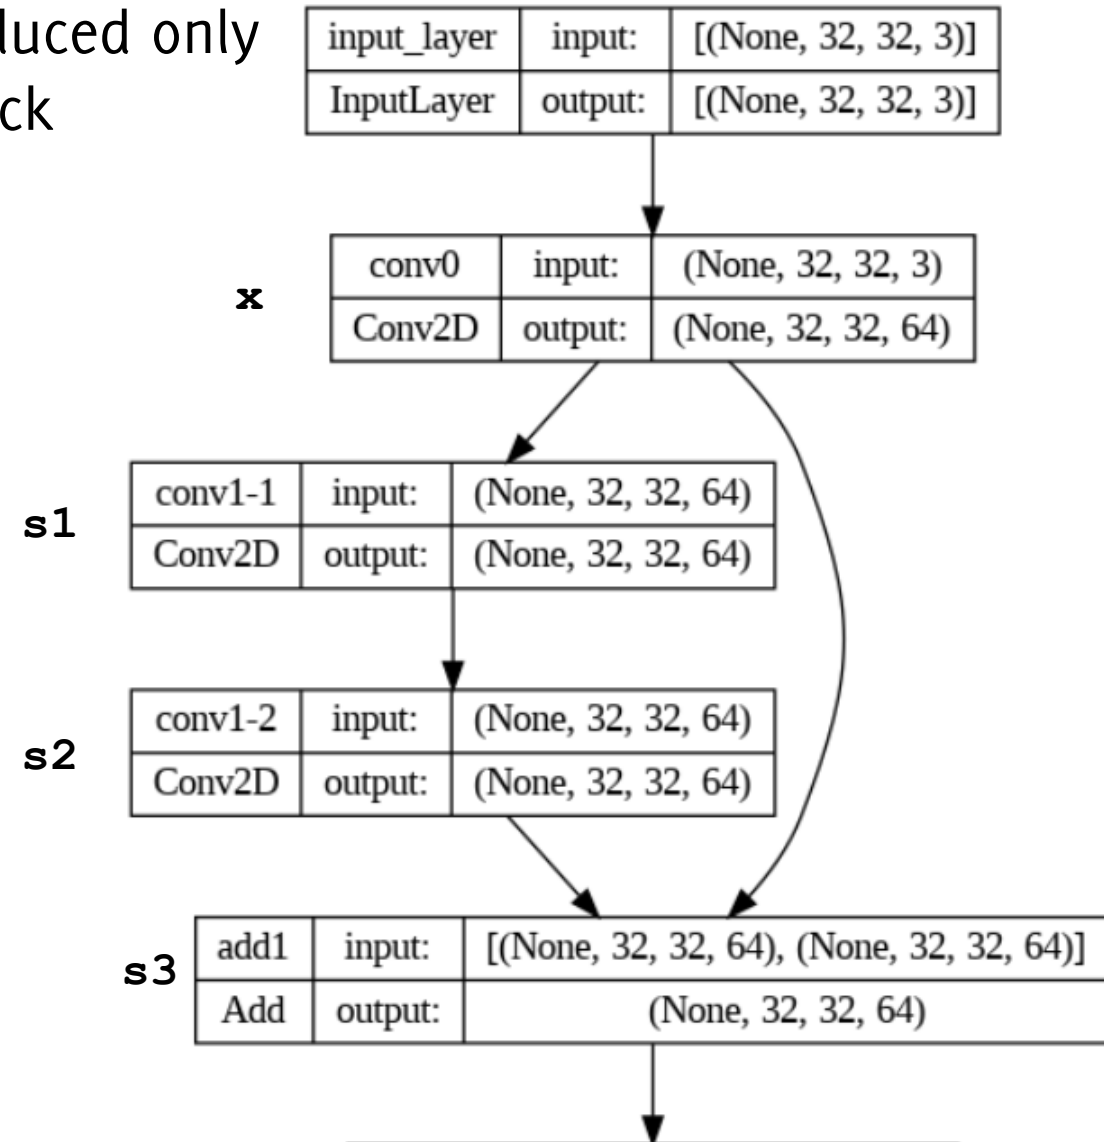 luced only
ck
input_layer input: [(None, 32, 32, 3)]
InputLayer output: [(None, 32, 32, 3)]
x
conv0 input: (None, 32, 32, 3)
Conv2D output: (None, 32, 32, 64)
s1
conv1-1 input: (None, 32, 32, 64)
Conv2D output: (None, 32, 32, 64)
s2
conv1-2 input: (None, 32, 32, 64)
Conv2D output: (None, 32, 32, 64)
s3
add1 input: [(None, 32, 32, 64), (None, 32, 32, 64)]
Add output: (None, 32, 32, 64)